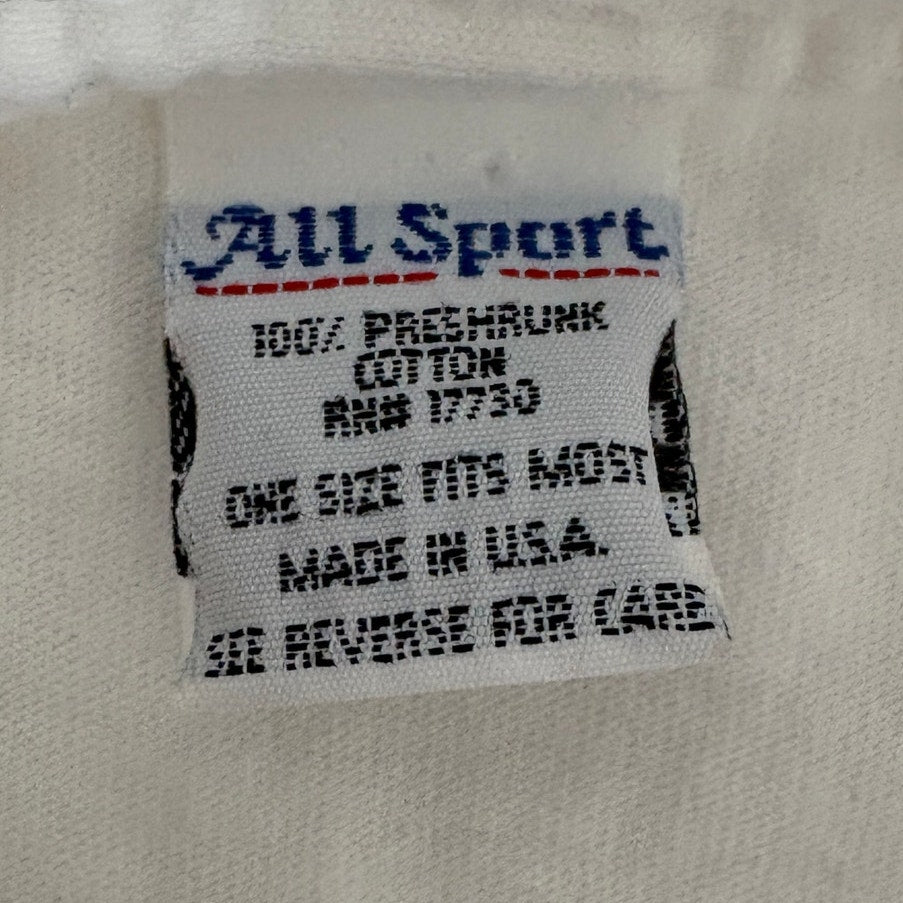 All Sport
100% PRESHRUNK
COTTON
RN# 17730
ONE SIZE FITS MOST
MADE IN U.S.A.
SEE REVERSE FOR CARE